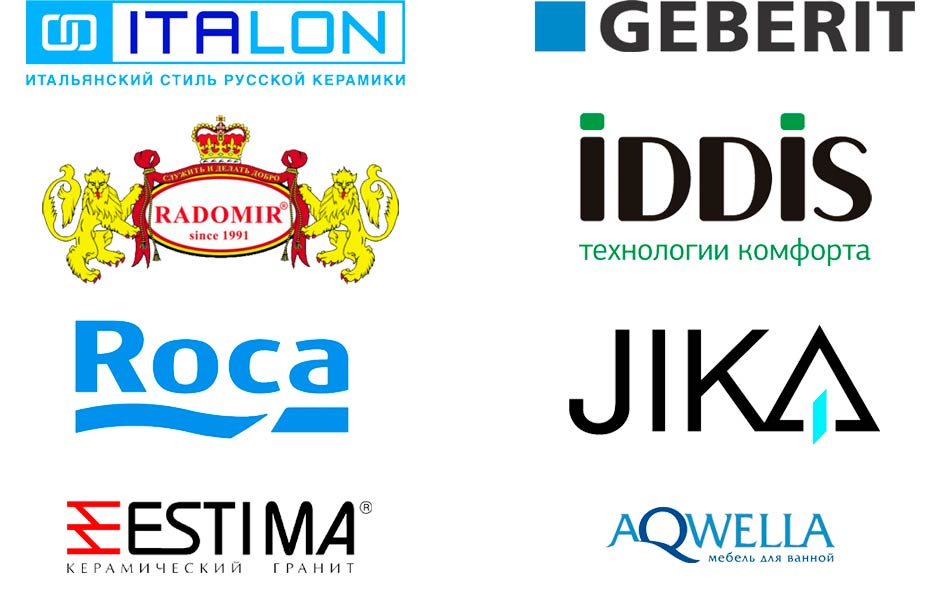 ITALON
ИТАЛЬЯНСКИЙ СТИЛЬ РУССКОЙ КЕРАМИКИ
GEBERIT
СЛУЖИТЬ И ДЕЛАТЬ ДОБРО
RADOMIR®
since 1991
iDDiS
технологии комфорта
Roca
JIKA
ESTIMA®
КЕРАМИЧЕСКИЙ ГРАНИТ
AQWELLA
мебель для ванной